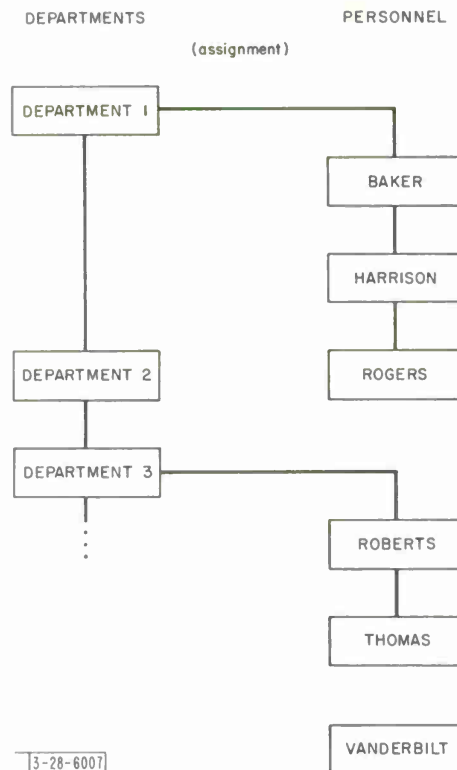 DEPARTMENTS
PERSONNEL
(assignment)
DEPARTMENT 1
BAKER
HARRISON
DEPARTMENT 2
ROGERS
DEPARTMENT 3
ROBERTS
THOMAS
VANDERBILT
3-28-6007